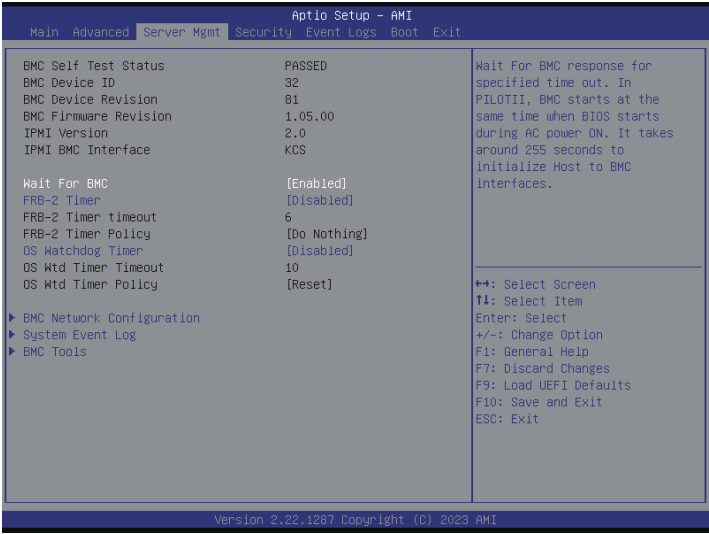 Aptio Setup – AMI
Main Advanced Server Mgmt Security Event Logs Boot Exit
BMC Self Test Status PASSED
BMC Device ID 32
BMC Device Revision 81
BMC Firmware Revision 1.05.00
IPMI Version 2.0
IPMI BMC Interface KCS
Wait For BMC [Enabled]
FRB-2 Timer [Disabled]
FRB-2 Timer timeout 6
FRB-2 Timer Policy [Do Nothing]
OS Watchdog Timer [Disabled]
OS Wtd Timer Timeout 10
OS Wtd Timer Policy [Reset]
BMC Network Configuration
System Event Log
BMC Tools
Wait For BMC response for
specified time out. In
PILOTII, BMC starts at the
same time when BIOS starts
during AC power ON. It takes
around 255 seconds to
initialize Host to BMC
interfaces.
↔: Select Screen
↑↓: Select Item
Enter: Select
+/-: Change Option
F1: General Help
F7: Discard Changes
F9: Load UEFI Defaults
F10: Save and Exit
ESC: Exit
Version 2.22.1287 Copyright (C) 2023 AMI